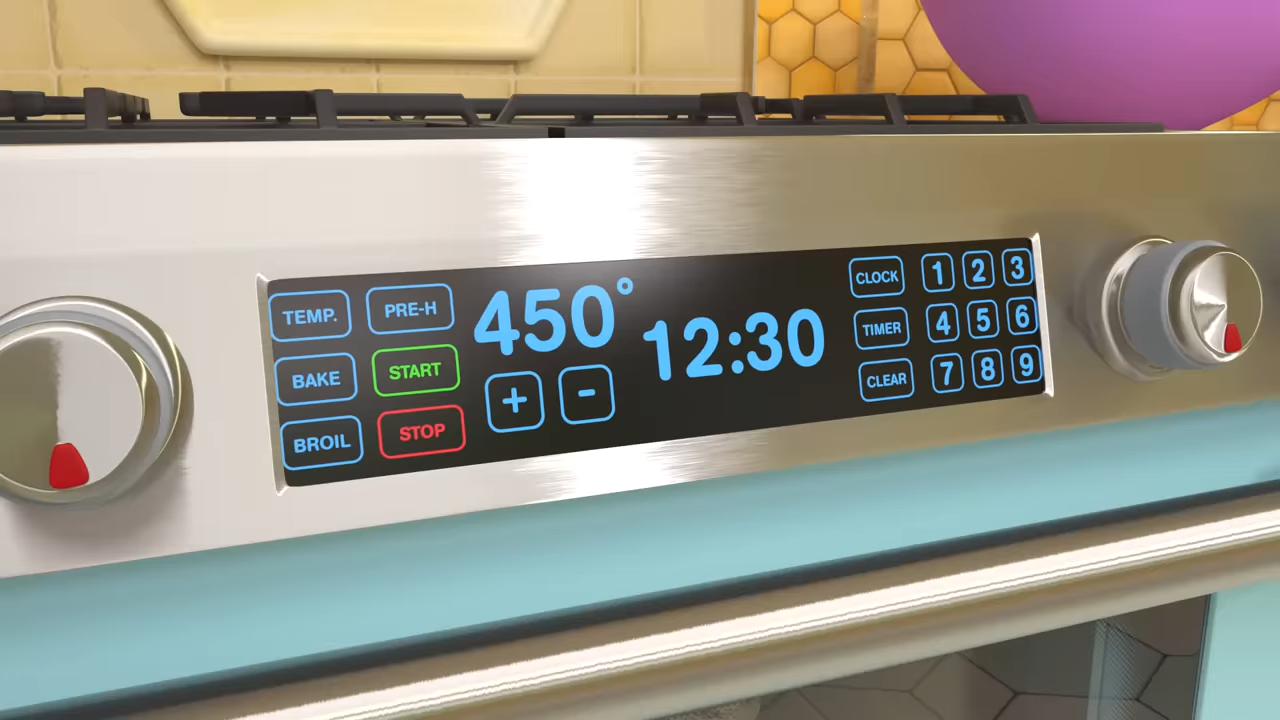 TEMP. PRE-H
BAKE START
BROIL STOP
450°
+ -
12:30
CLOCK 1 2 3
TIMER 4 5 6
CLEAR 7 8 9